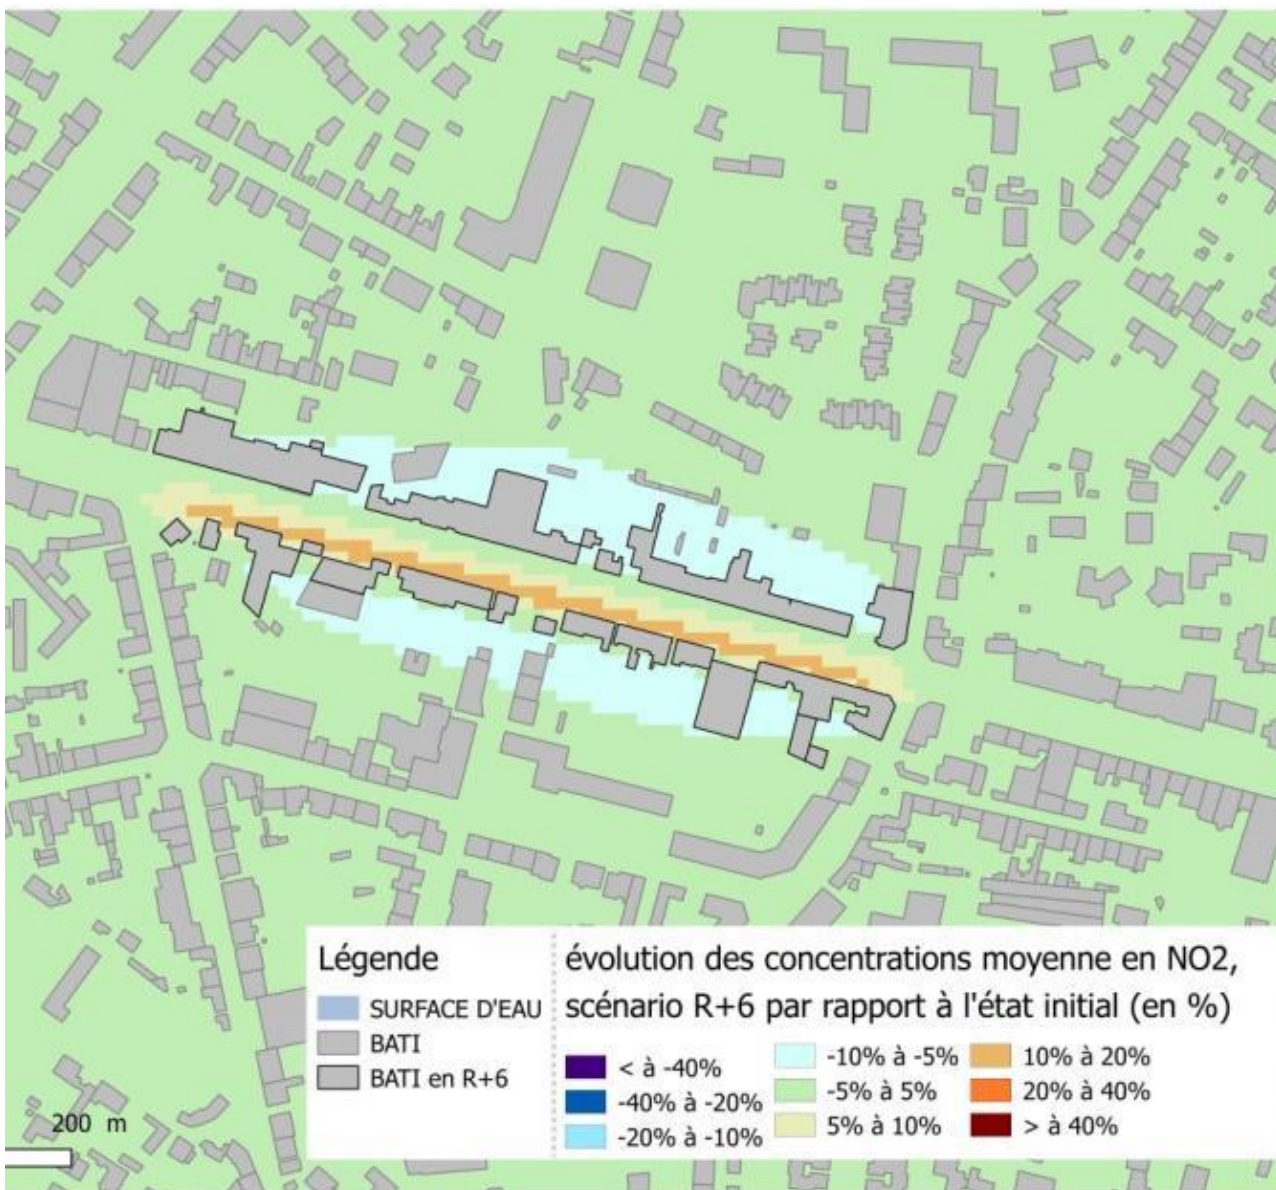 Légende
SURFACE D'EAU
BATI
BATI en R+6
200 m
évolution des concentrations moyenne en NO2,
scénario R+6 par rapport à l'état initial (en %)
< à -40%
-40% à -20%
-20% à -10%
-10% à -5%
-5% à 5%
5% à 10%
10% à 20%
20% à 40%
> à 40%